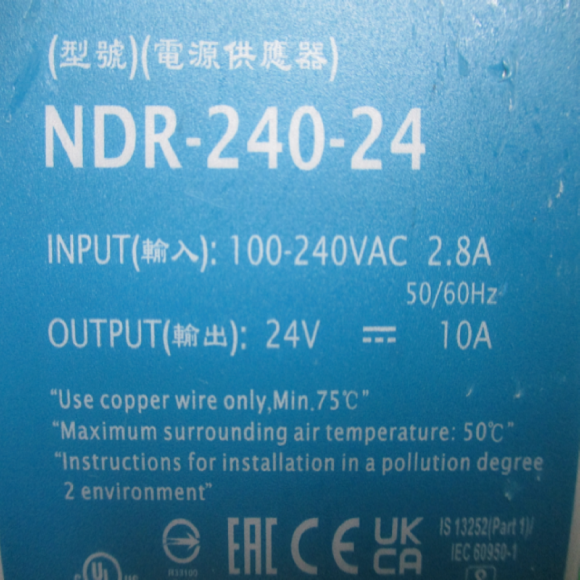 (型號)(電源供應器)
NDR-240-24
INPUT(輸入): 100-240VAC 2.8A
50/60Hz
OUTPUT(輸出): 24V ⎓ 10A
"Use copper wire only,Min.75℃"
"Maximum surrounding air temperature: 50℃"
"Instructions for installation in a pollution degree
2 environment"
EAC CE UK
CA
IS 13252(Part 1)/
IEC 60950-1
UL